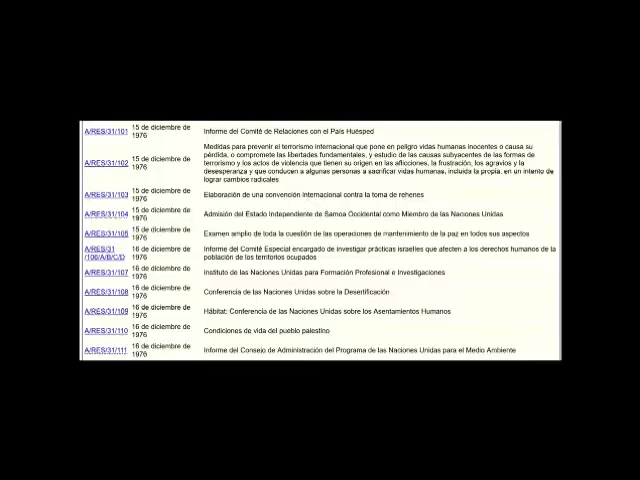 A/RES/31/101 15 de diciembre de 1976 Informe del Comité de Relaciones con el País Huésped
A/RES/31/102 15 de diciembre de 1976 Medidas para prevenir el terrorismo internacional que pone en peligro vidas humanas inocentes o causa su
pérdida, o compromete las libertades fundamentales, y estudio de las causas subyacentes de las formas de
terrorismo y los actos de violencia que tienen su origen en las aflicciones, la frustración, los agravios y la
desesperanza y que conducen a algunas personas a sacrificar vidas humanas, incluida la propia, en un intento de
lograr cambios radicales
A/RES/31/103 15 de diciembre de 1976 Elaboración de una convención internacional contra la toma de rehenes
A/RES/31/104 15 de diciembre de 1976 Admisión del Estado Independiente de Samoa Occidental como Miembro de las Naciones Unidas
A/RES/31/105 15 de diciembre de 1976 Examen amplio de toda la cuestión de las operaciones de mantenimiento de la paz en todos sus aspectos
A/RES/31/106/A/B/C/D 16 de diciembre de 1976 Informe del Comité Especial encargado de investigar prácticas israelíes que afecten a los derechos humanos de la
población de los territorios ocupados
A/RES/31/107 16 de diciembre de 1976 Instituto de las Naciones Unidas para Formación Profesional e Investigaciones
A/RES/31/108 16 de diciembre de 1976 Conferencia de las Naciones Unidas sobre la Desertificación
A/RES/31/109 16 de diciembre de 1976 Hábitat: Conferencia de las Naciones Unidas sobre los Asentamientos Humanos
A/RES/31/110 16 de diciembre de 1976 Condiciones de vida del pueblo palestino
A/RES/31/111 16 de diciembre de 1976 Informe del Consejo de Administración del Programa de las Naciones Unidas para el Medio Ambiente